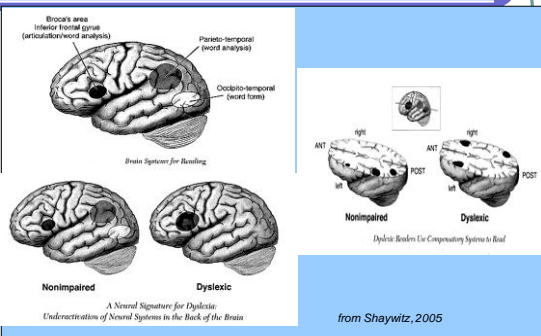 Broca's area
Inferior frontal gyrus
(articulation/word analysis)
Parieto-temporal
(word analysis)
Occipito-temporal
(word form)
Brain Systems for Reading
Nonimpaired
Dyslexic
A Neural Signature for Dyslexia:
Underactivation of Neural Systems in the Back of the Brain
right
ANT
POST
left
Nonimpaired
right
ANT
POST
left
Dyslexic
Dyslexic Readers Use Compensatory Systems to Read
from Shaywitz, 2005